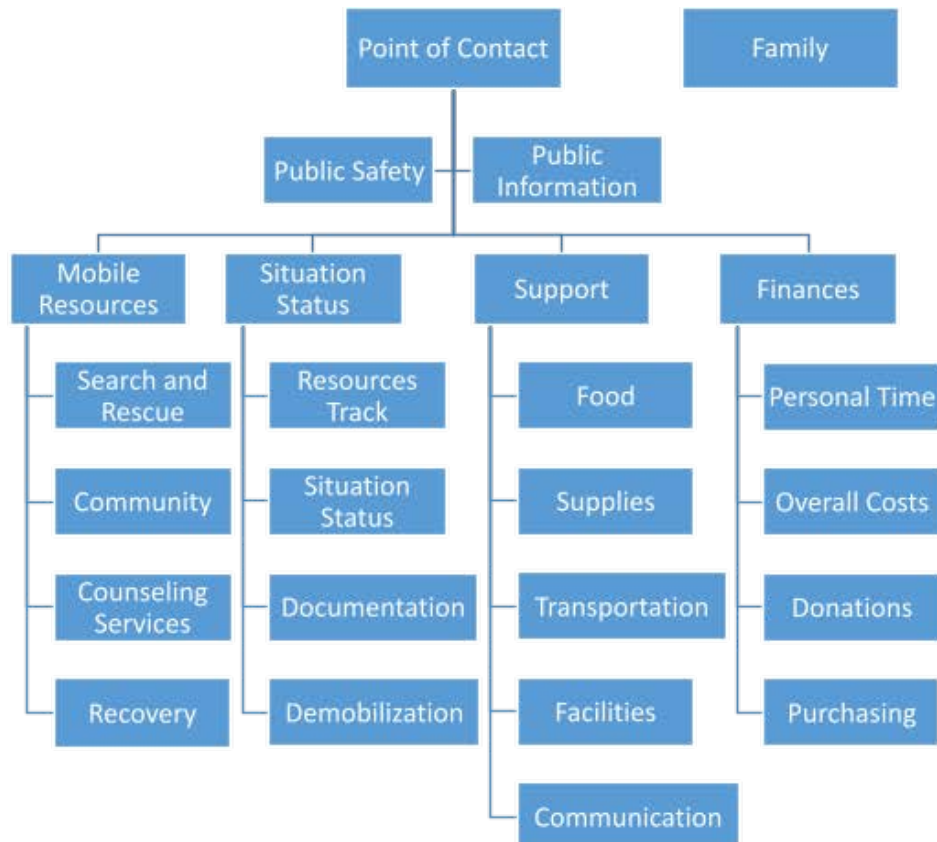 Point of Contact
Family
Public Safety
Public
Information
Mobile
Resources
Situation
Status
Support
Finances
Search and
Rescue
Resources
Track
Food
Personal Time
Community
Situation
Status
Supplies
Overall Costs
Counseling
Services
Documentation
Transportation
Donations
Recovery
Demobilization
Facilities
Purchasing
Communication